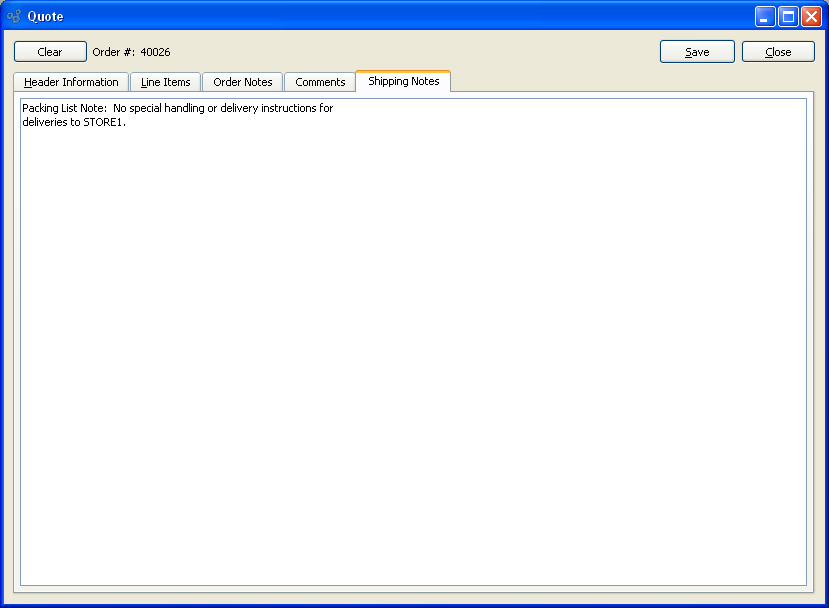 Quote
Clear Order #: 40026 Save Close
Header Information Line Items Order Notes Comments Shipping Notes
Packing List Note: No special handling or delivery instructions for
deliveries to STORE1.